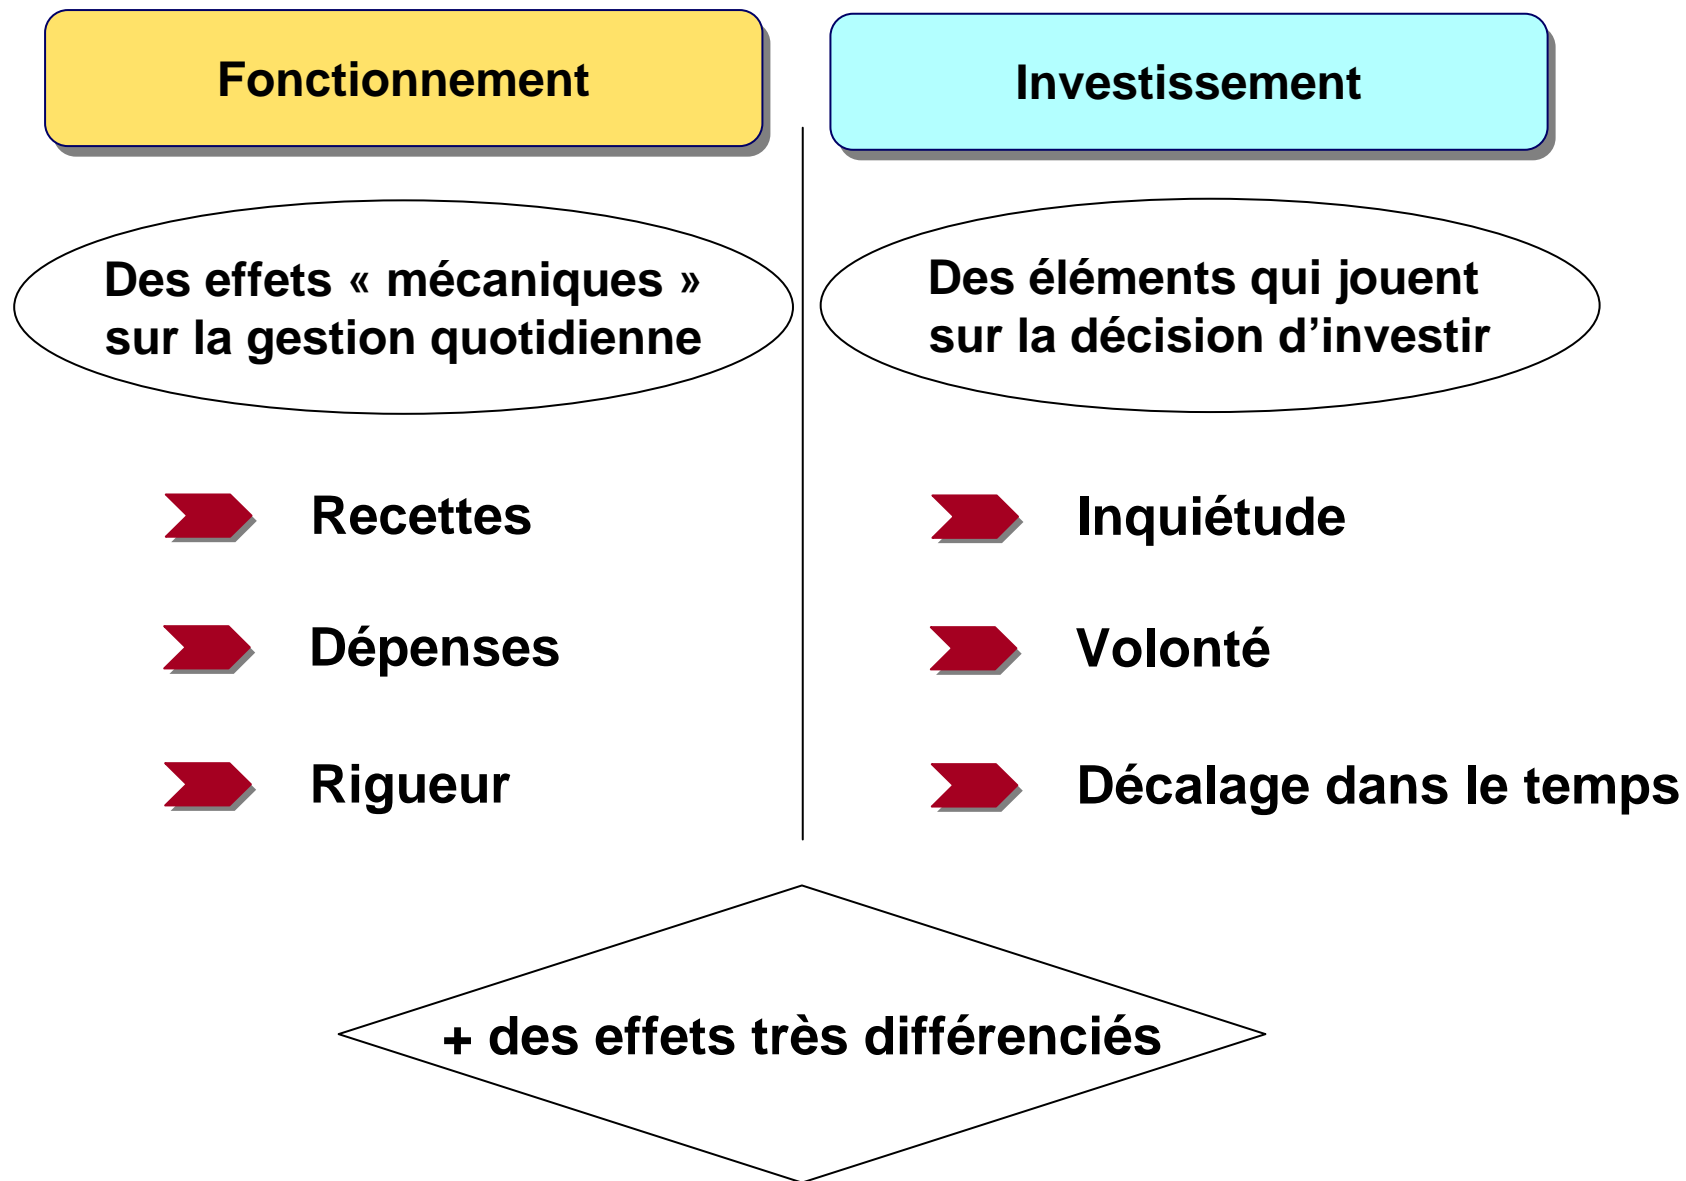 Fonctionnement
Des effets « mécaniques »
sur la gestion quotidienne
Recettes
Dépenses
Rigueur
Investissement
Des éléments qui jouent
sur la décision d’investir
Inquiétude
Volonté
Décalage dans le temps
+ des effets très différenciés